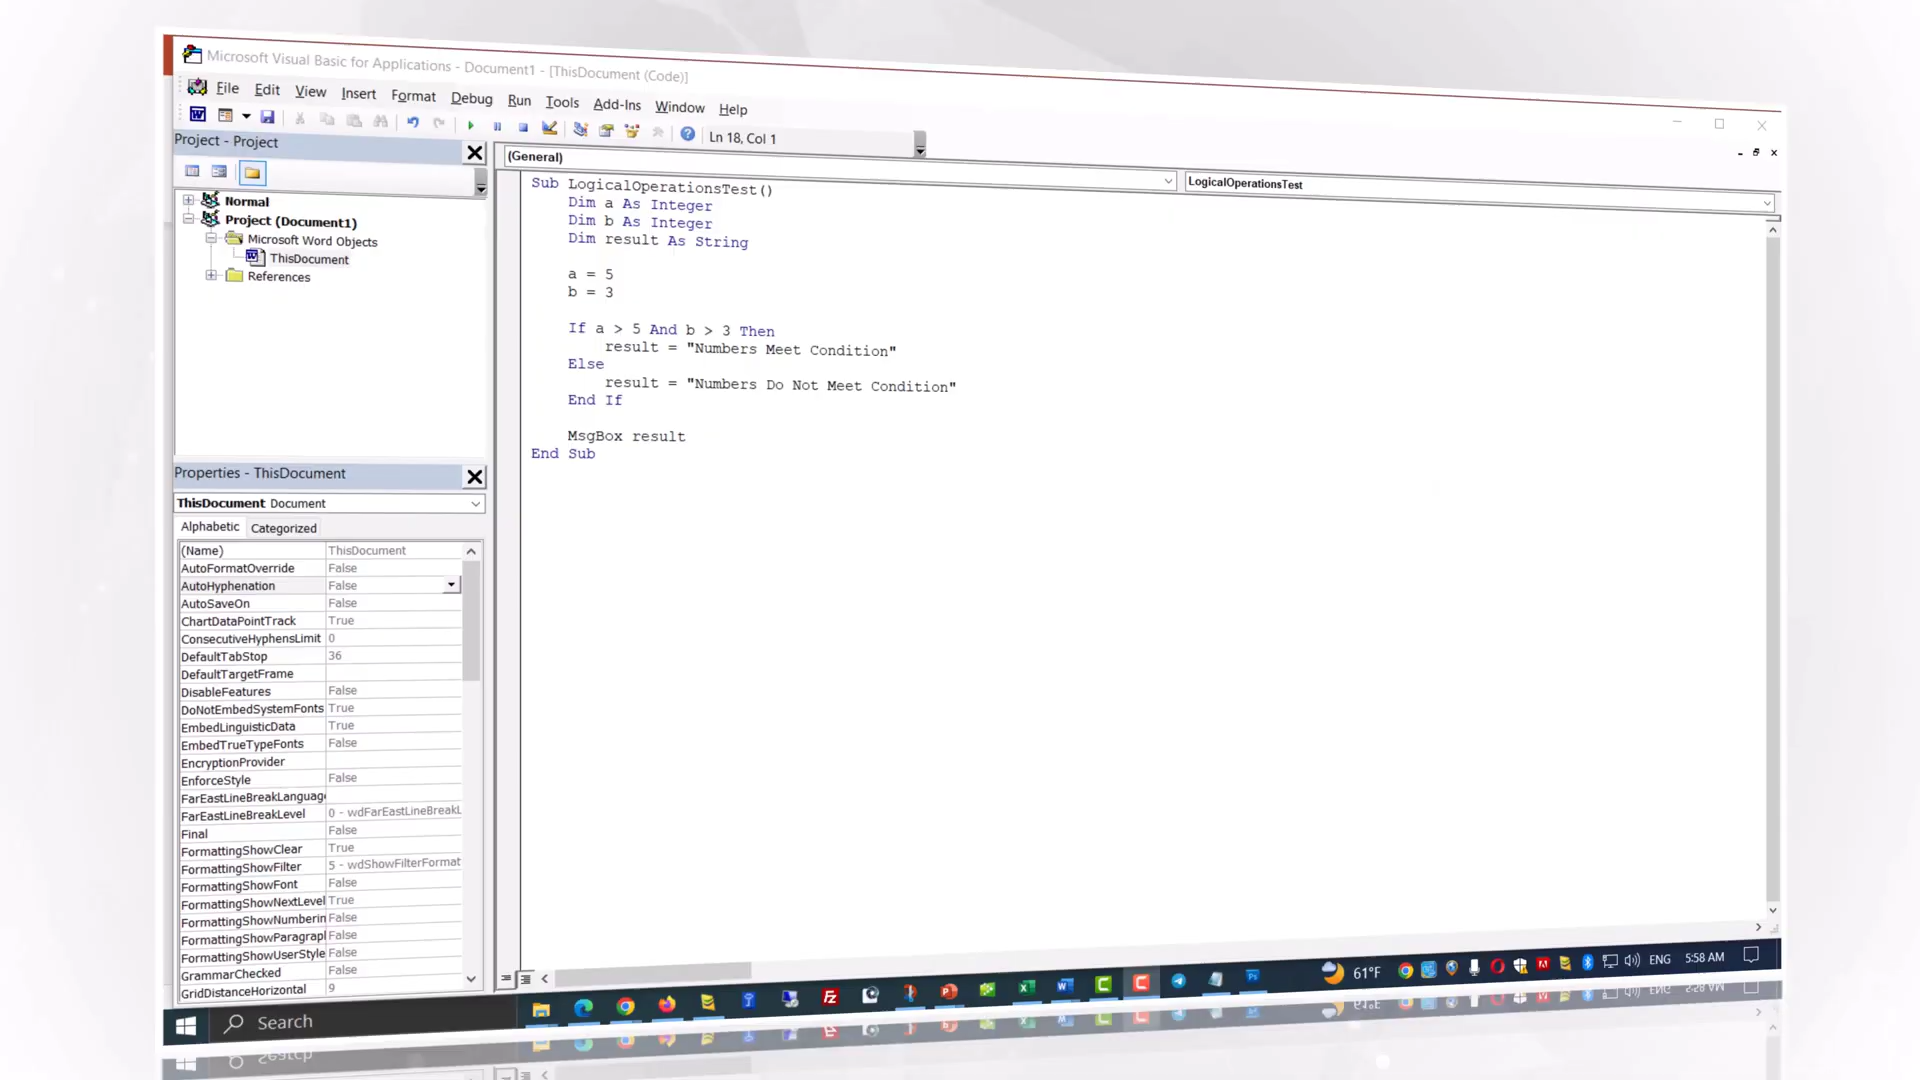 Microsoft Visual Basic for Applications - Document1 - [ThisDocument (Code)]
File Edit View Insert Format Debug Run Tools Add-Ins Window Help
Ln 18, Col 1
Project - Project
Normal
Project (Document1)
Microsoft Word Objects
ThisDocument
References
(General)
LogicalOperationsTest
Sub LogicalOperationsTest()
Dim a As Integer
Dim b As Integer
Dim result As String
a = 5
b = 3
If a > 5 And b > 3 Then
result = "Numbers Meet Condition"
Else
result = "Numbers Do Not Meet Condition"
End If
MsgBox result
End Sub
Properties - ThisDocument
ThisDocument Document
Alphabetic Categorized
(Name) ThisDocument
AutoFormatOverride False
AutoHyphenation False
AutoSaveOn False
ChartDataPointTrack True
ConsecutiveHyphensLimit 0
DefaultTabStop 36
DefaultTargetFrame
DisableFeatures False
DoNotEmbedSystemFonts True
EmbedLinguisticData True
EmbedTrueTypeFonts False
EncryptionProvider
EnforceStyle False
FarEastLineBreakLanguage
FarEastLineBreakLevel 0 - wdFarEastLineBreakL
Final False
FormattingShowClear True
FormattingShowFilter 5 - wdShowFilterFormat
FormattingShowFont False
FormattingShowNextLevel True
FormattingShowNumberin False
FormattingShowParagrapl False
FormattingShowUserStyle False
GrammarChecked False
GridDistanceHorizontal 9
Search
61°F
ENG
5:58 AM